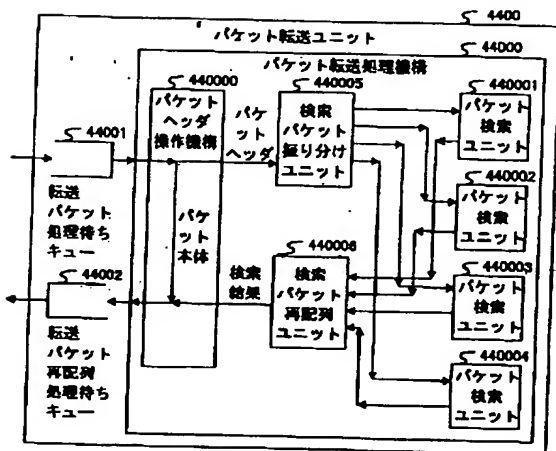 4400
パケット転送ユニット
44000
パケット転送処理機構
440000
440005
440001
パケット
ヘッダ
操作機構
パ
ケ
ッ
ト
ヘ
ッ
ダ
検索
パケット
振り分け
ユニット
パケット
検索
ユニット
44001
転送
パケット
処理待ち
キュー
440002
パケット
検索
ユニット
パ
ケ
ッ
ト
本体
44002
転送
パケット
再配列
処理待ち
キュー
検索
結果
440006
検索
パケット
再配列
ユニット
440003
パケット
検索
ユニット
440004
パケット
検索
ユニット